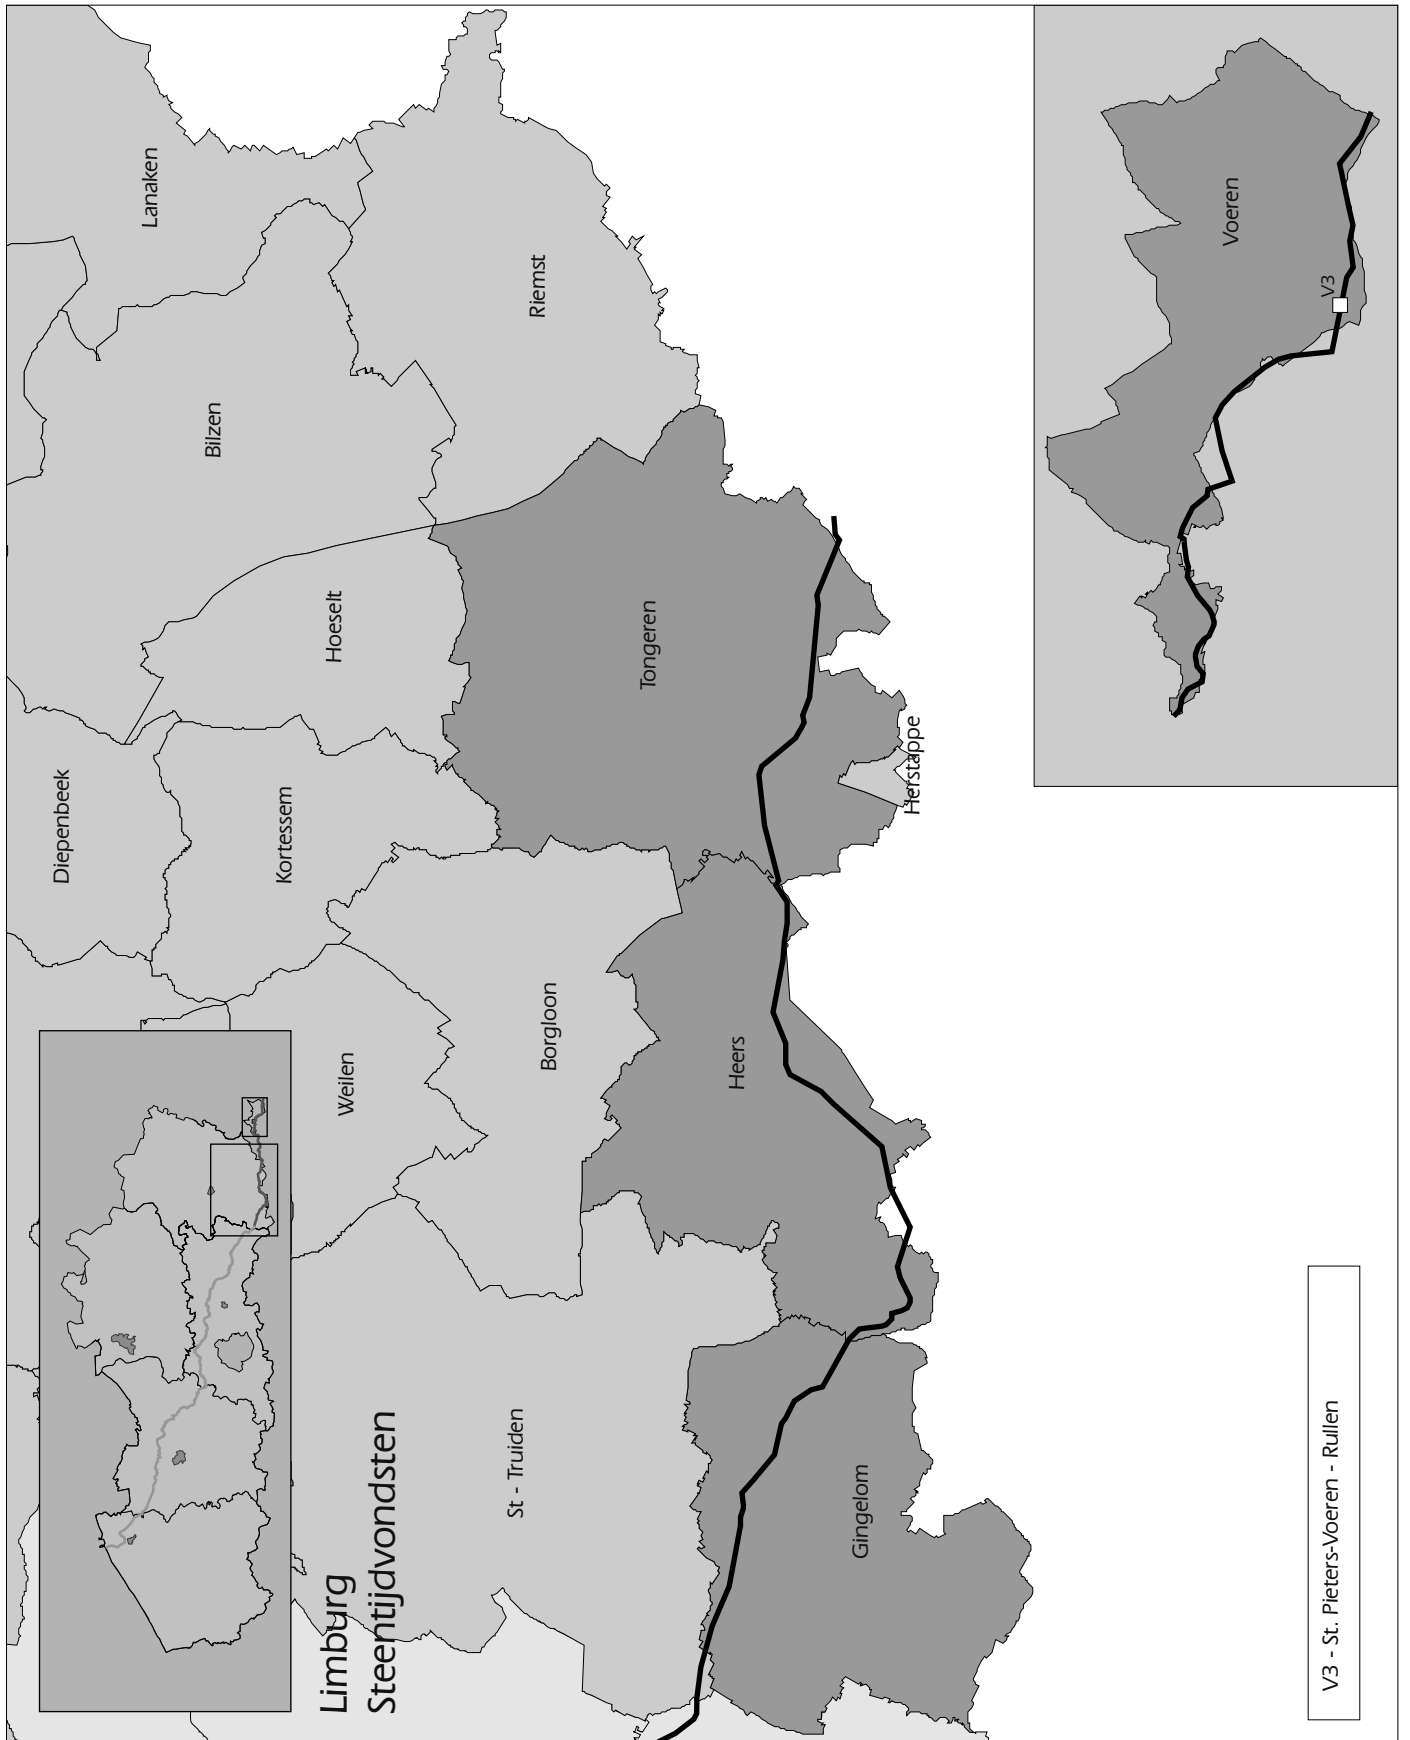 Limburg
Steentijdvondsten
Lanaken
Bilzen
Riemst
Hoeselt
Tongeren
Diepenbeek
Kortessem
Herstappe
Borgloon
Weilen
Heers
St - Truiden
Gingelom
Voeren
V3
V3 - St. Pieters-Voeren - Rullen